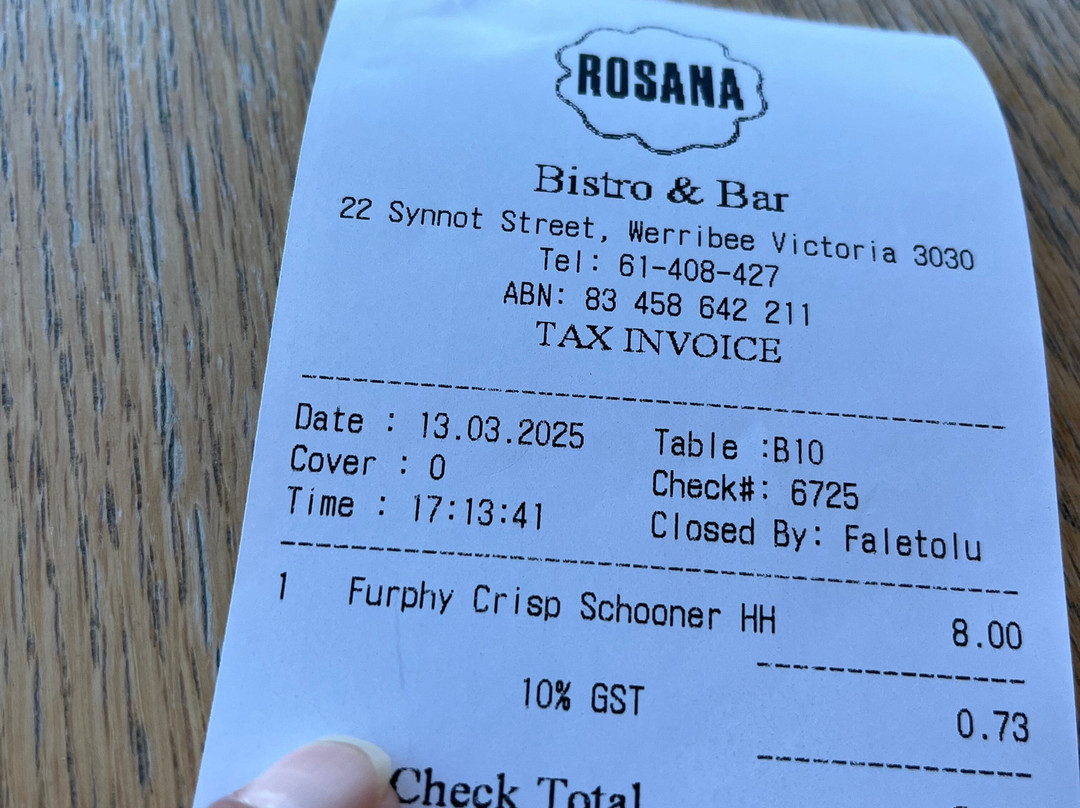 ROSANA
Bistro & Bar
22 Synnot Street, Werribee Victoria 3030
Tel: 61-408-427
ABN: 83 458 642 211
TAX INVOICE
Date : 13.03.2025 Table :B10
Cover : 0 Check#: 6725
Time : 17:13:41 Closed By: Faletolu
1 Furphy Crisp Schooner HH 8.00
10% GST 0.73
Check Total